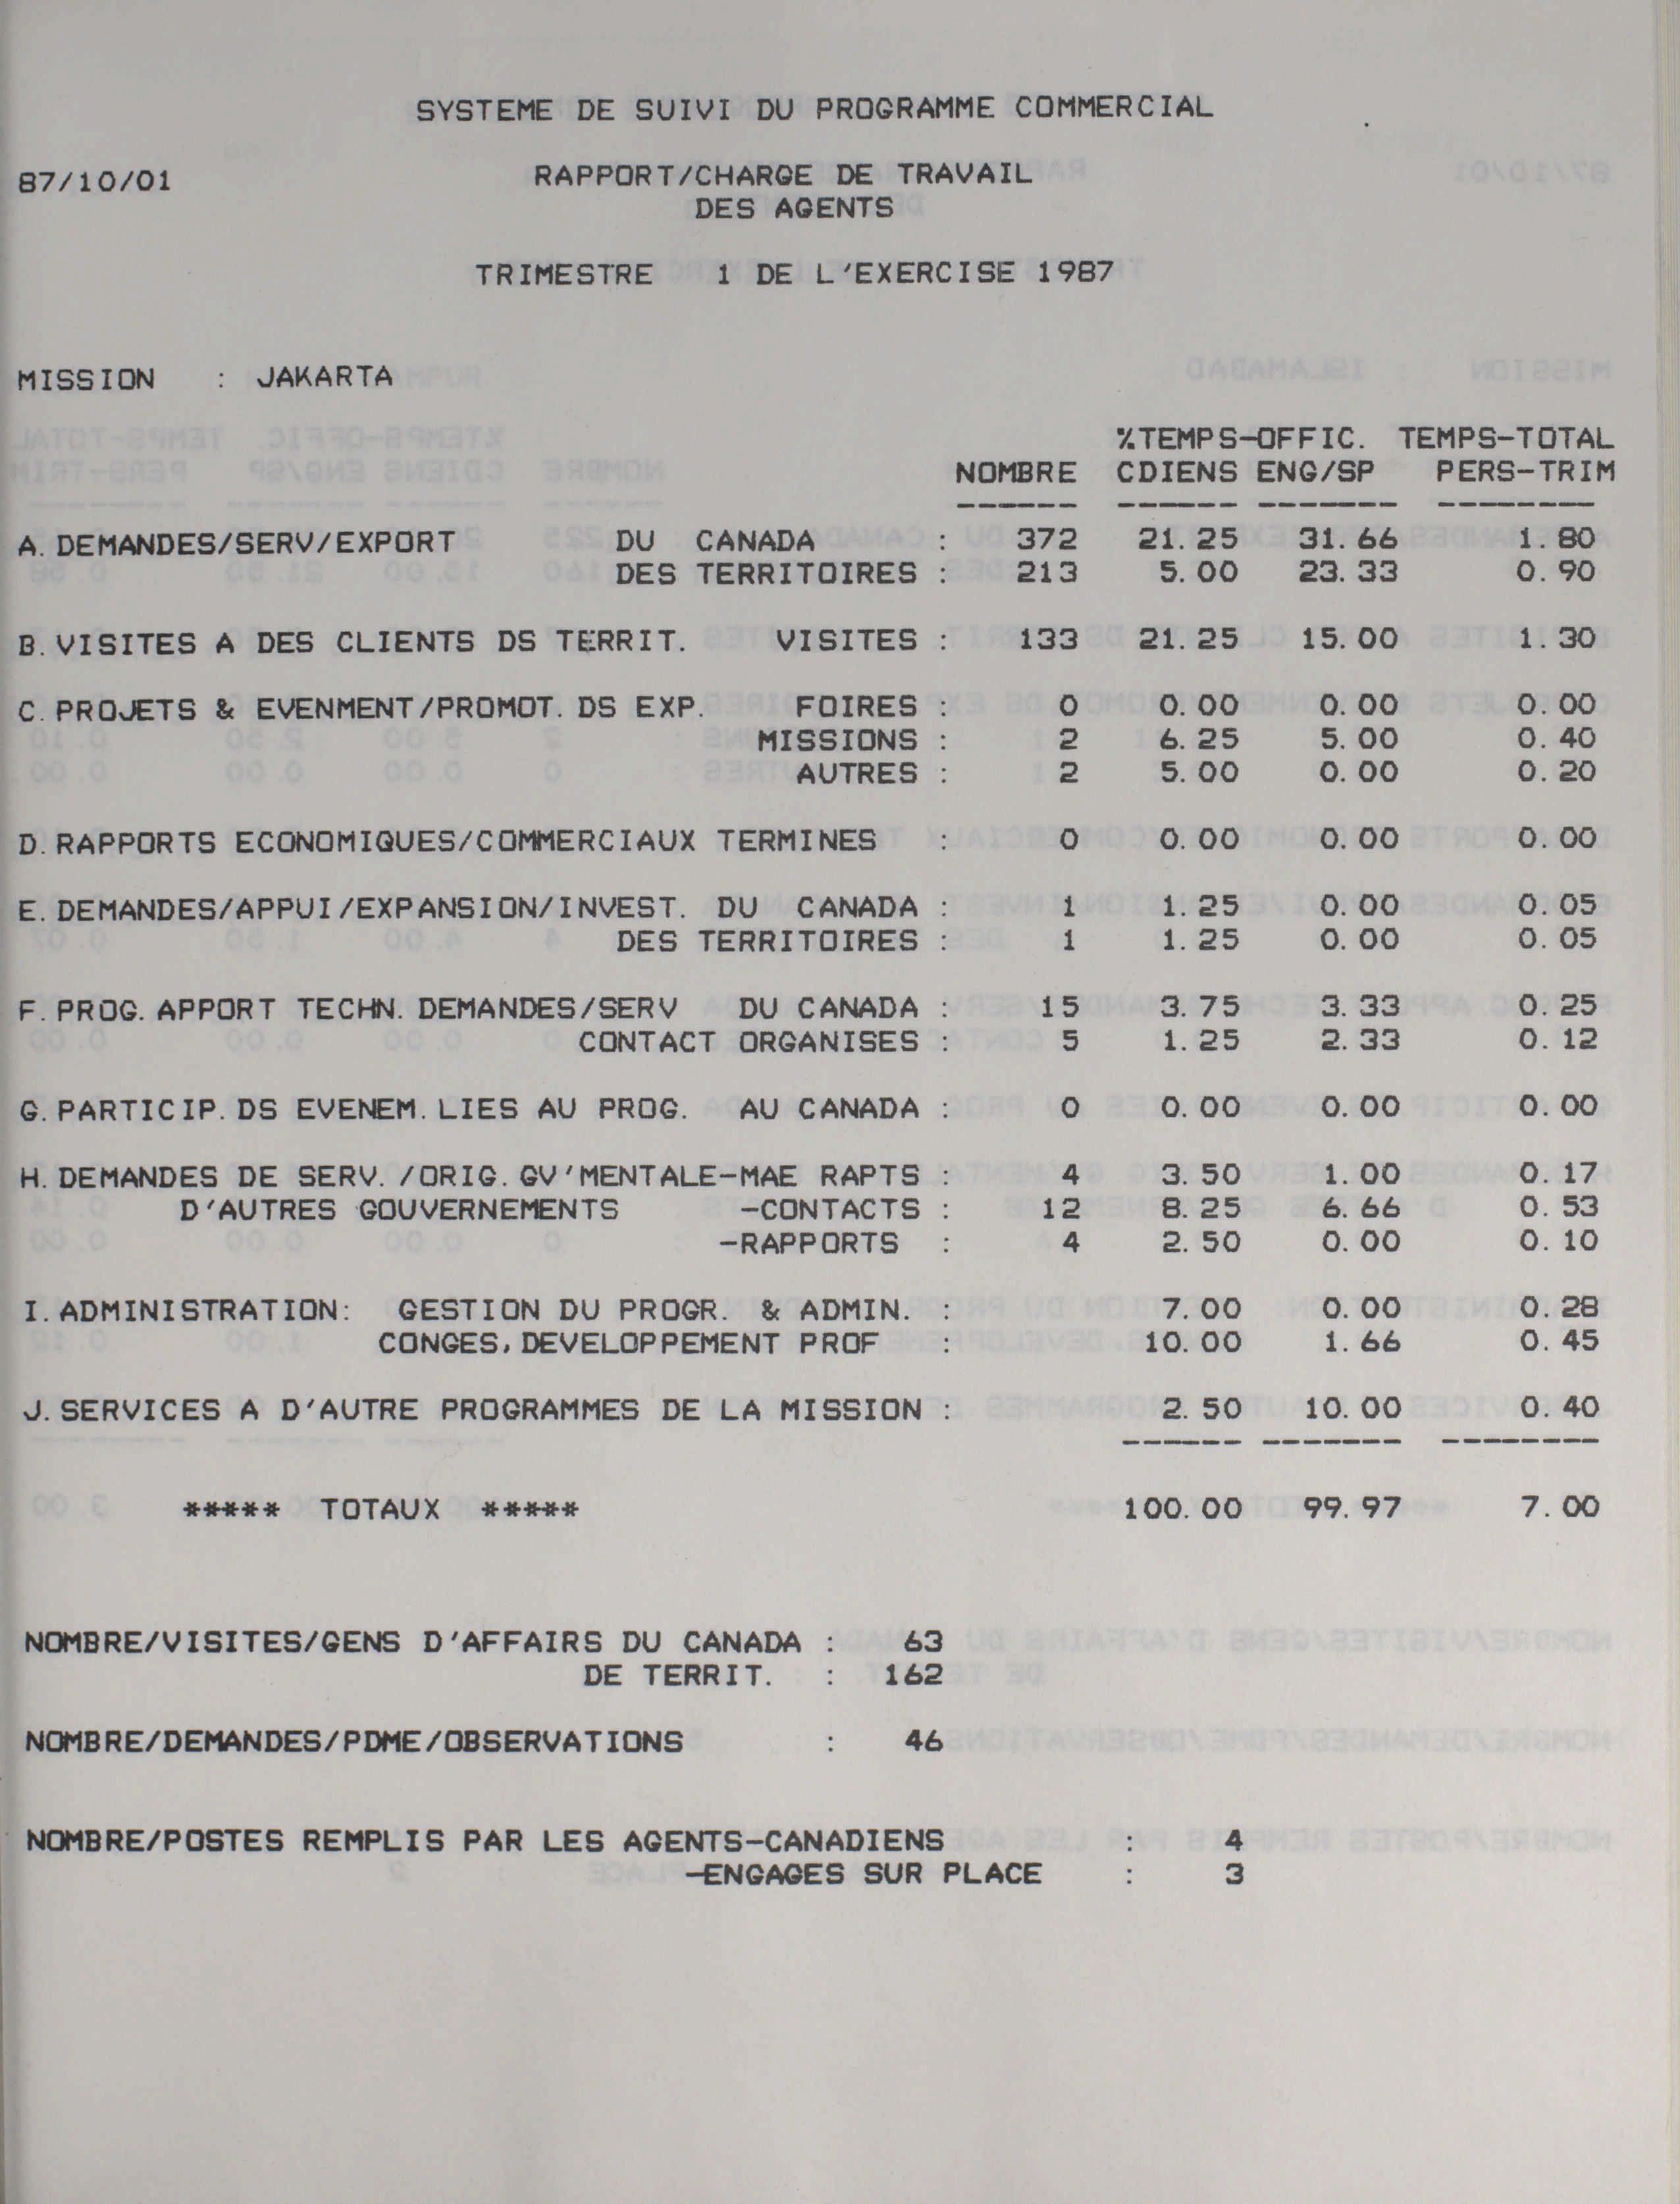 SYSTEME DE SUIVI DU PROGRAMME COMMERCIAL
87/10/01 RAPPORT/CHARGE DE TRAVAIL
DES AGENTS
TRIMESTRE 1 DE L'EXERCISE 1987
MISSION : JAKARTA
%TEMPS-OFFIC. TEMPS-TOTAL
NOMBRE CDIENS ENG/SP PERS-TRIM
------ ------ ------- --------
A. DEMANDES/SERV/EXPORT DU CANADA : 372 21.25 31.66 1.80
DES TERRITOIRES : 213 5.00 23.33 0.90
B. VISITES A DES CLIENTS DS TERRIT. VISITES : 133 21.25 15.00 1.30
C. PROJETS & EVENMENT/PROMOT. DS EXP. FOIRES : 0 0.00 0.00 0.00
MISSIONS : 2 6.25 5.00 0.40
AUTRES : 2 5.00 0.00 0.20
D. RAPPORTS ECONOMIQUES/COMMERCIAUX TERMINES : 0 0.00 0.00 0.00
E. DEMANDES/APPUI/EXPANSION/INVEST. DU CANADA : 1 1.25 0.00 0.05
DES TERRITOIRES : 1 1.25 0.00 0.05
F. PROG. APPORT TECHN. DEMANDES/SERV DU CANADA : 15 3.75 3.33 0.25
CONTACT ORGANISES : 5 1.25 2.33 0.12
G. PARTICIP. DS EVENEM. LIES AU PROG. AU CANADA : 0 0.00 0.00 0.00
H. DEMANDES DE SERV. /ORIG. GV'MENTALE-MAE RAPTS : 4 3.50 1.00 0.17
D'AUTRES GOUVERNEMENTS -CONTACTS : 12 8.25 6.66 0.53
-RAPPORTS : 4 2.50 0.00 0.10
I. ADMINISTRATION: GESTION DU PROGR. & ADMIN. : 7.00 0.00 0.28
CONGES, DEVELOPPEMENT PROF : 10.00 1.66 0.45
J. SERVICES A D'AUTRE PROGRAMMES DE LA MISSION : 2.50 10.00 0.40
------ ------- --------
***** TOTAUX ***** 100.00 99.97 7.00
NOMBRE/VISITES/GENS D'AFFAIRS DU CANADA : 63
DE TERRIT. : 162
NOMBRE/DEMANDES/PDME/OBSERVATIONS : 46
NOMBRE/POSTES REMPLIS PAR LES AGENTS-CANADIENS : 4
-ENGAGES SUR PLACE : 3